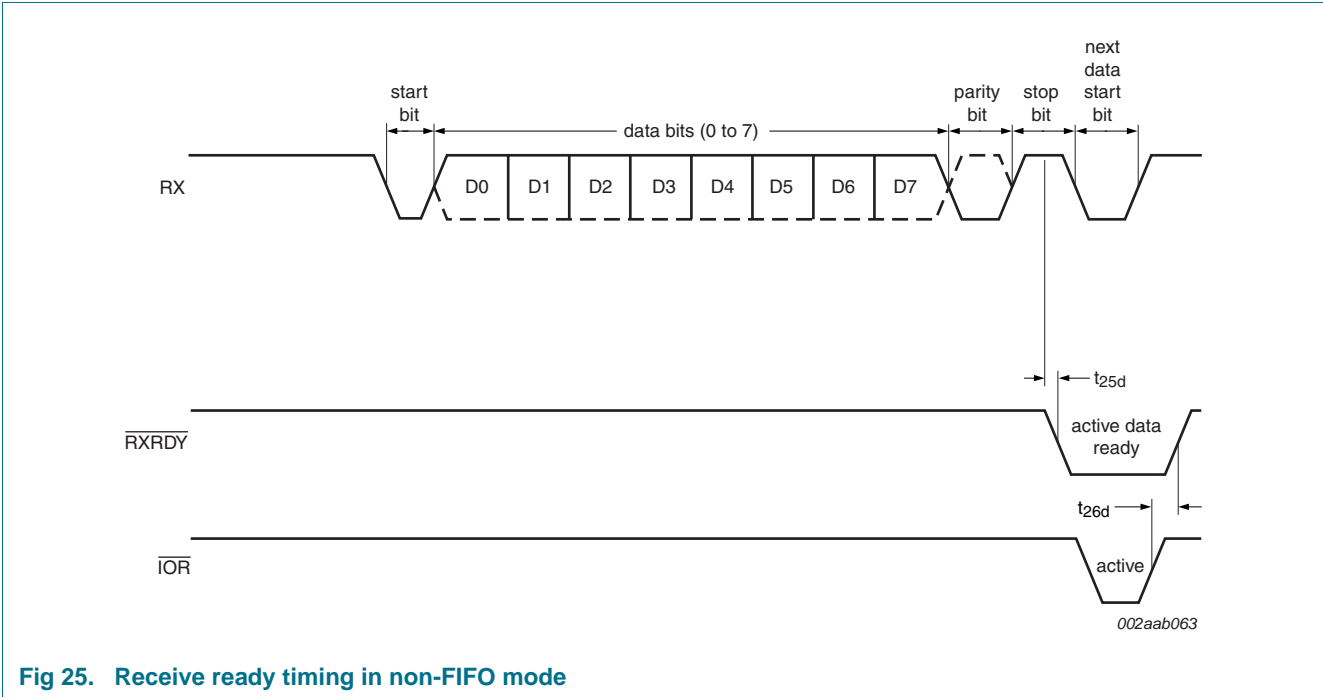 start
bit
data bits (0 to 7)
parity
bit
stop
bit
next
data
start
bit
RX
D0
D1
D2
D3
D4
D5
D6
D7
t25d
RXRDY
active data
ready
t26d
IOR
active
002aab063
Fig 25. Receive ready timing in non-FIFO mode